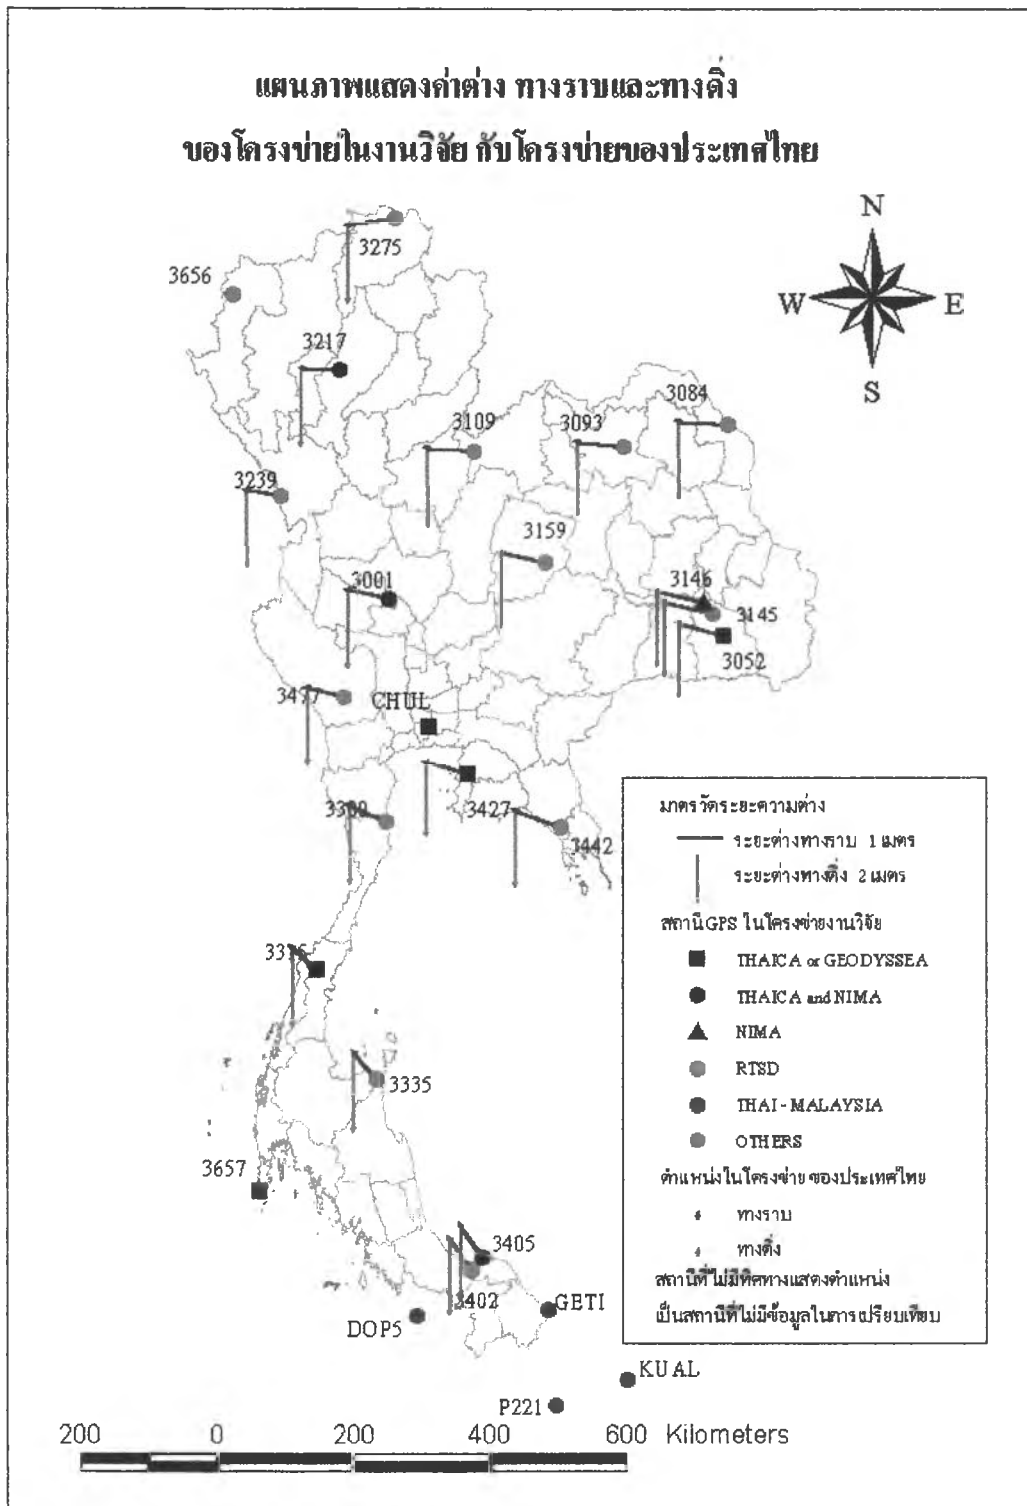 แผนภาพแสดงค่าต่าง ทางราบและทางดิ่ง
ของโครงข่ายในงานวิจัย กับโครงข่ายของประเทศไทย
N
W
E
S
3275
3656
3217
3084
3109
3093
3239
3159
3001
3146
3145
3052
3477
CHUL
3300
3427
3442
3315
3335
3657
3405
3402
GETI
DOP5
KUAL
P221
มาตรวัดระยะความต่าง
ระยะต่างทางราบ 1 เมตร
ระยะต่างทางดิ่ง 2 เมตร
สถานี GPS ในโครงข่ายงานวิจัย
THAICA or GEODYSSEA
THAICA and NIMA
NIMA
RTSD
THAI - MALAYSIA
OTHERS
ตำแหน่งในโครงข่าย ของประเทศไทย
ทางราบ
ทางดิ่ง
สถานีที่ไม่มีทิศทางแสดงตำแหน่ง
เป็นสถานีที่ไม่มีข้อมูลในการเปรียบเทียบ
200 0 200 400 600 Kilometers